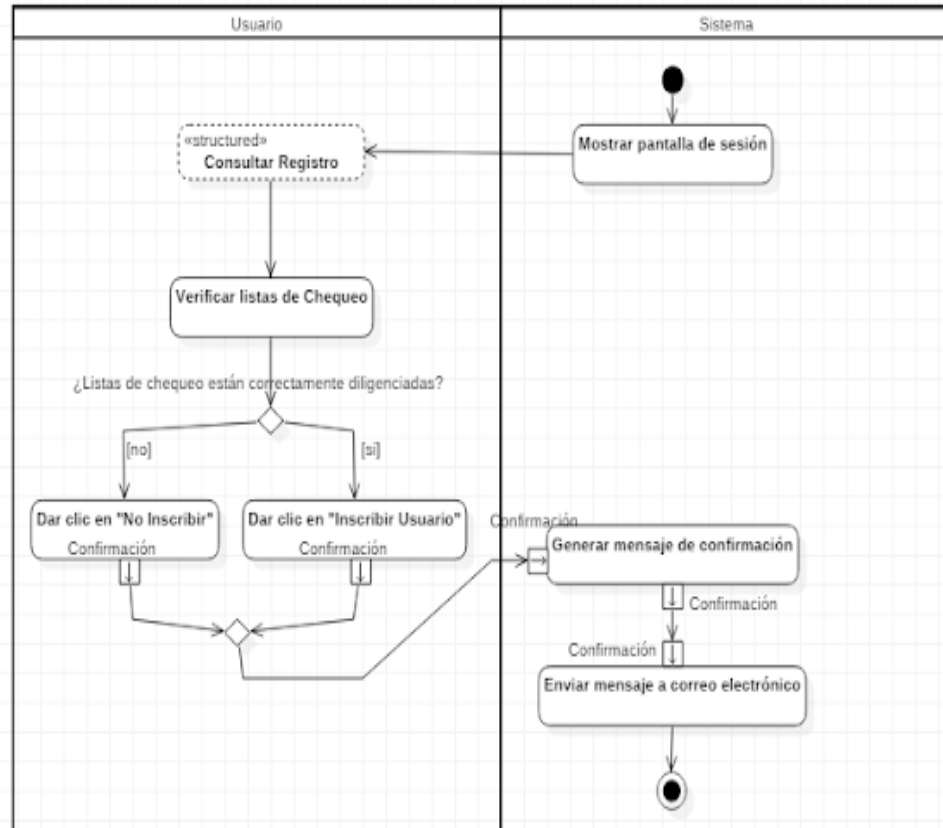 Usuario
Sistema
Mostrar pantalla de sesión
«structured»
Consultar Registro
Verificar listas de Chequeo
¿Listas de chequeo están correctamente diligenciadas?
[no]
[si]
Dar clic en "No Inscribir"
Confirmación
Dar clic en "Inscribir Usuario"
Confirmación
Confirmación
Generar mensaje de confirmación
Confirmación
Confirmación
Enviar mensaje a correo electrónico